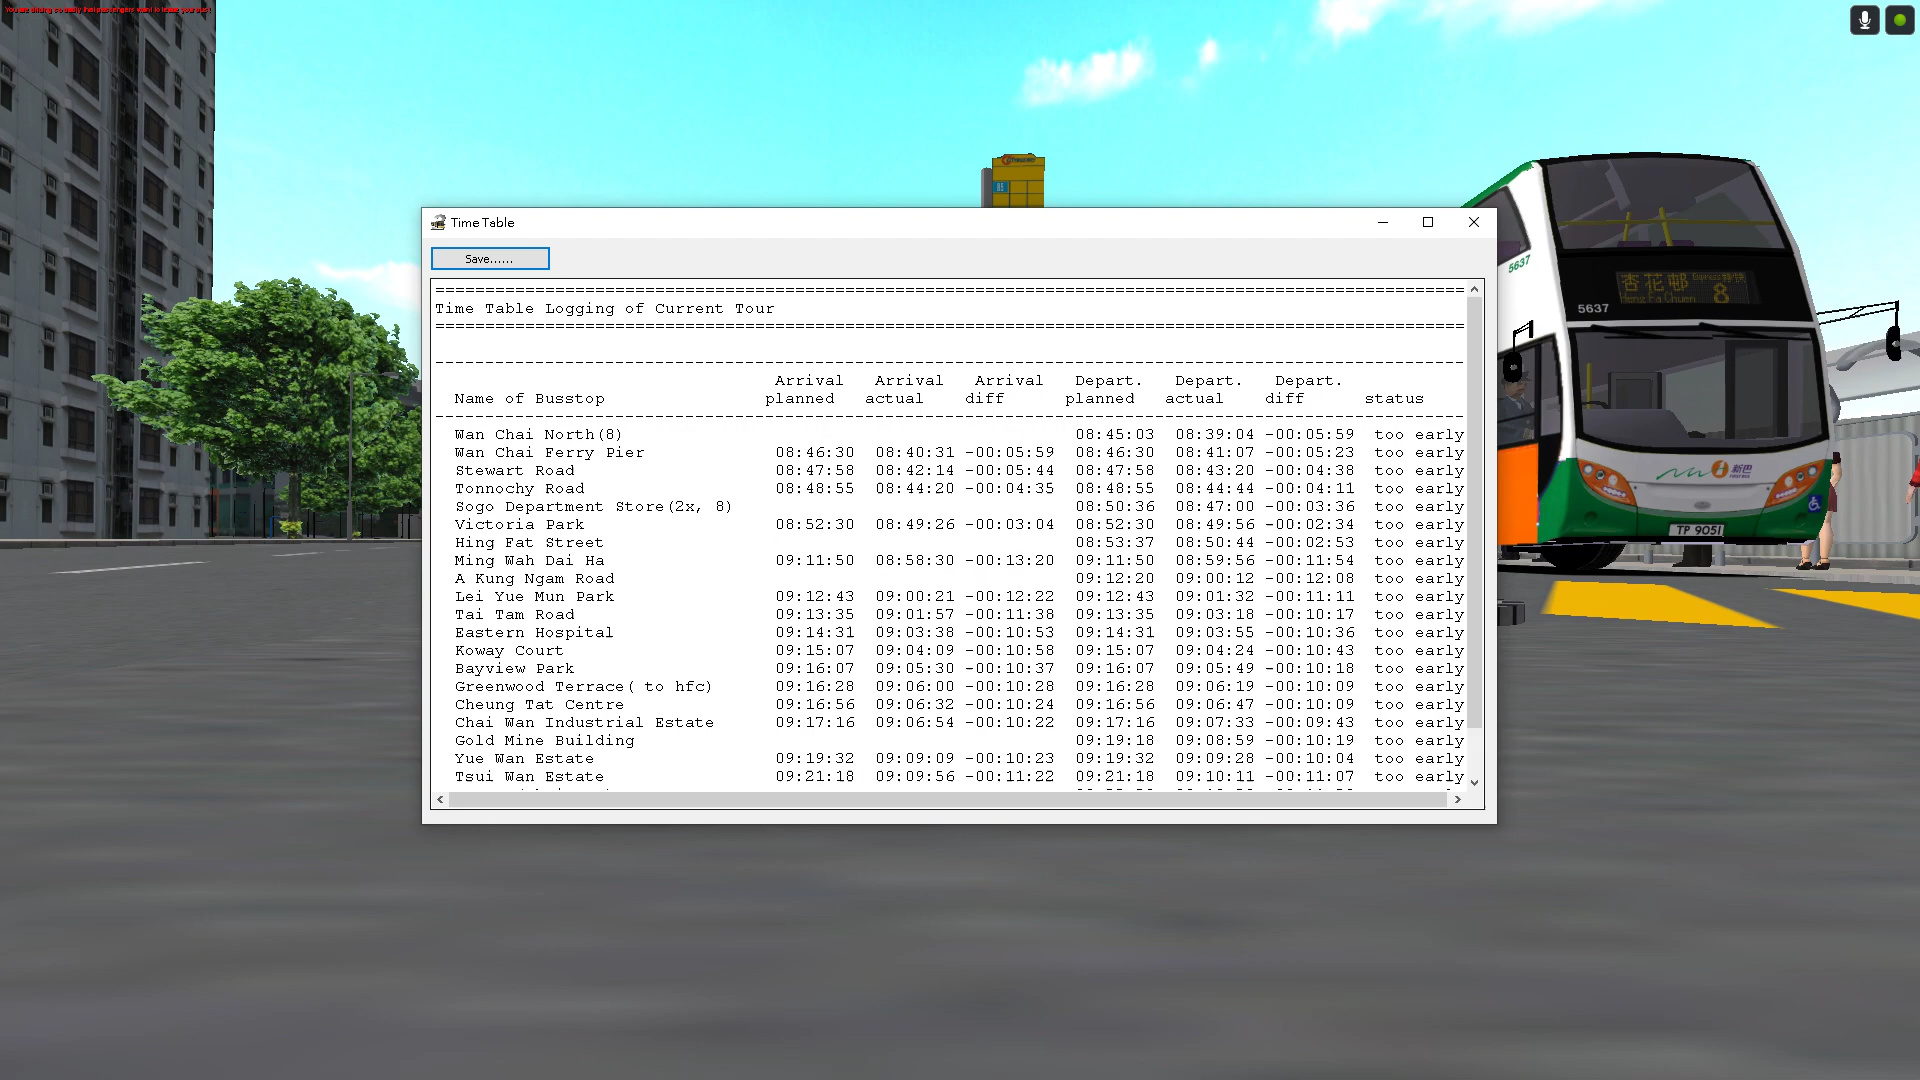 You are driving so badly that passengers want to leave your bus!
Time Table
Save......
================================================================
Time Table Logging of Current Tour
================================================================
----------------------------------------------------------------
Arrival Arrival Arrival Depart. Depart. Depart.
Name of Busstop planned actual diff planned actual diff status
----------------------------------------------------------------
Wan Chai North(8) 08:45:03 08:39:04 -00:05:59 too early
Wan Chai Ferry Pier 08:46:30 08:40:31 -00:05:59 08:46:30 08:41:07 -00:05:23 too early
Stewart Road 08:47:58 08:42:14 -00:05:44 08:47:58 08:43:20 -00:04:38 too early
Tonnochy Road 08:48:55 08:44:20 -00:04:35 08:48:55 08:44:44 -00:04:11 too early
Sogo Department Store(2x, 8) 08:50:36 08:47:00 -00:03:36 too early
Victoria Park 08:52:30 08:49:26 -00:03:04 08:52:30 08:49:56 -00:02:34 too early
Hing Fat Street 08:53:37 08:50:44 -00:02:53 too early
Ming Wah Dai Ha 09:11:50 08:58:30 -00:13:20 09:11:50 08:59:56 -00:11:54 too early
A Kung Ngam Road 09:12:20 09:00:12 -00:12:08 too early
Lei Yue Mun Park 09:12:43 09:00:21 -00:12:22 09:12:43 09:01:32 -00:11:11 too early
Tai Tam Road 09:13:35 09:01:57 -00:11:38 09:13:35 09:03:18 -00:10:17 too early
Eastern Hospital 09:14:31 09:03:38 -00:10:53 09:14:31 09:03:55 -00:10:36 too early
Koway Court 09:15:07 09:04:09 -00:10:58 09:15:07 09:04:24 -00:10:43 too early
Bayview Park 09:16:07 09:05:30 -00:10:37 09:16:07 09:05:49 -00:10:18 too early
Greenwood Terrace( to hfc) 09:16:28 09:06:00 -00:10:28 09:16:28 09:06:19 -00:10:09 too early
Cheung Tat Centre 09:16:56 09:06:32 -00:10:24 09:16:56 09:06:47 -00:10:09 too early
Chai Wan Industrial Estate 09:17:16 09:06:54 -00:10:22 09:17:16 09:07:33 -00:09:43 too early
Gold Mine Building 09:19:18 09:08:59 -00:10:19 too early
Yue Wan Estate 09:19:32 09:09:09 -00:10:23 09:19:32 09:09:28 -00:10:04 too early
Tsui Wan Estate 09:21:18 09:09:56 -00:11:22 09:21:18 09:10:11 -00:11:07 too early
5637
杏花邨
Heng Fa Chuen
Express
8
5637
新巴
TP 9051